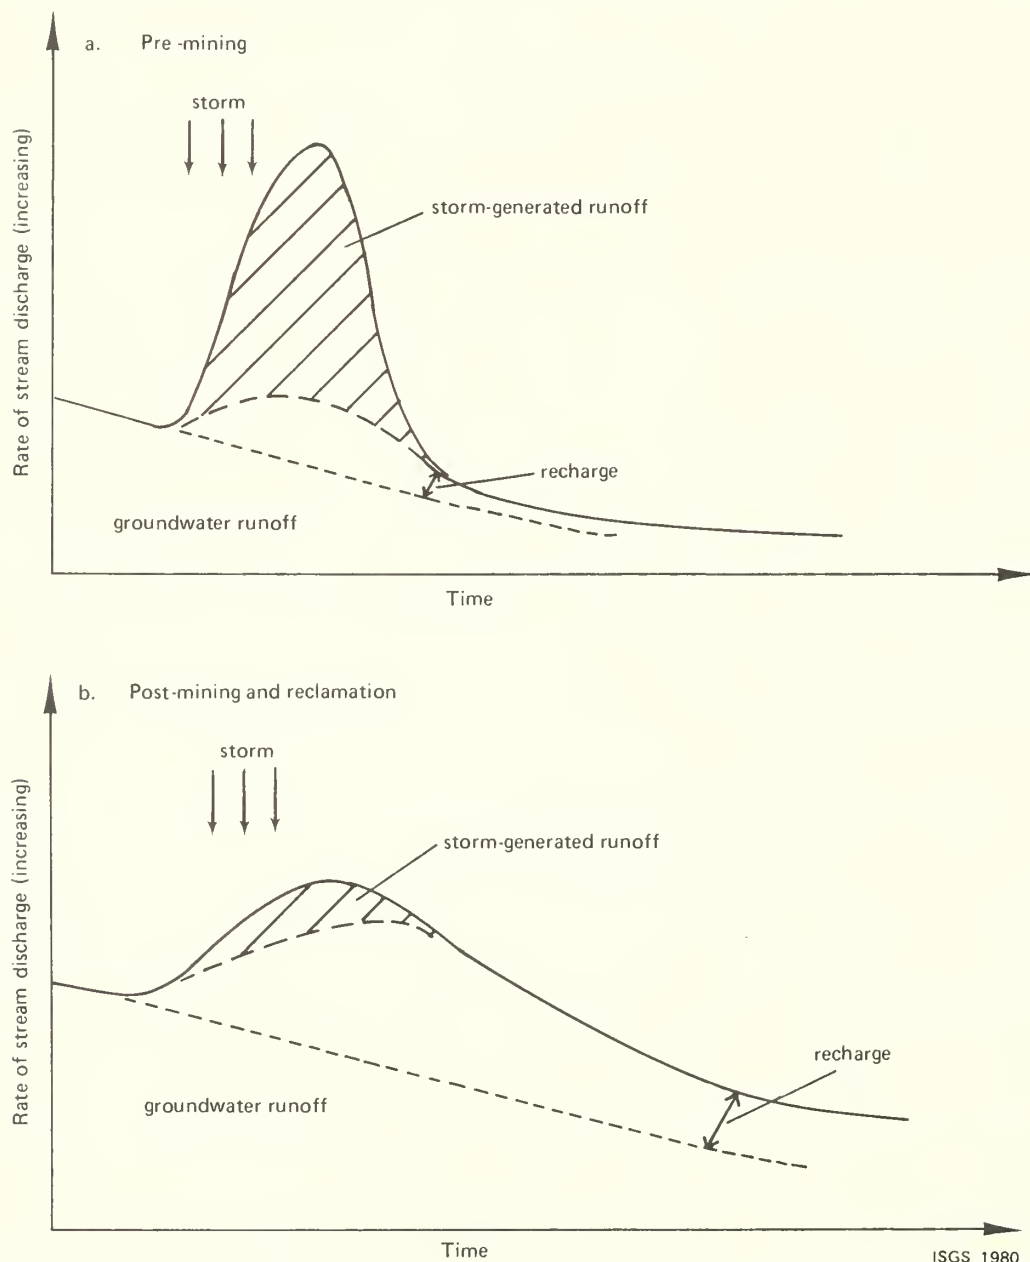 a. Pre-mining
storm
Rate of stream discharge (increasing)
storm-generated runoff
recharge
groundwater runoff
Time
b. Post-mining and reclamation
storm
Rate of stream discharge (increasing)
storm-generated runoff
recharge
groundwater runoff
Time
ISGS 1980